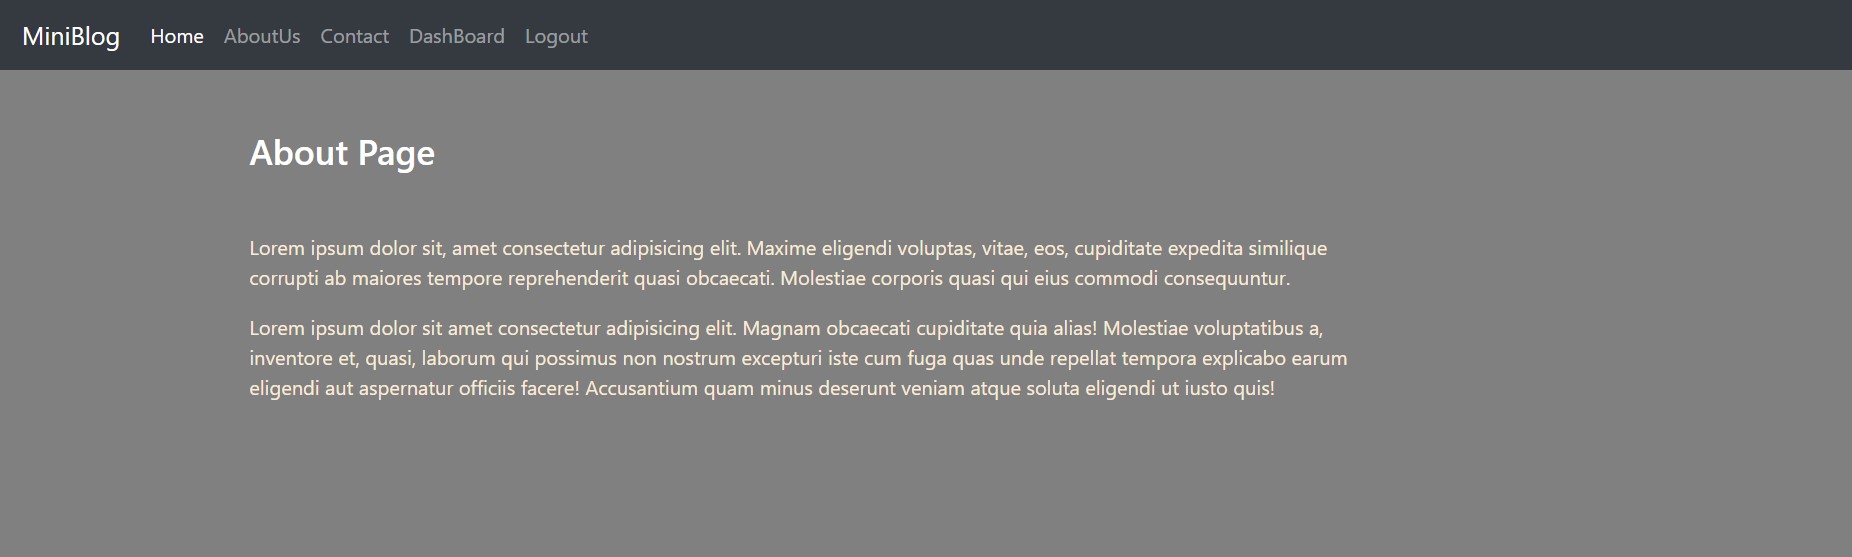 MiniBlog Home AboutUs Contact DashBoard Logout
About Page
Lorem ipsum dolor sit, amet consectetur adipisicing elit. Maxime eligendi voluptas, vitae, eos, cupiditate expedita similique
corrupti ab maiores tempore reprehenderit quasi obcaecati. Molestiae corporis quasi qui eius commodi consequuntur.
Lorem ipsum dolor sit amet consectetur adipisicing elit. Magnam obcaecati cupiditate quia alias! Molestiae voluptatibus a,
inventore et, quasi, laborum qui possimus non nostrum excepturi iste cum fuga quas unde repellat tempora explicabo earum
eligendi aut aspernatur officiis facere! Accusantium quam minus deserunt veniam atque soluta eligendi ut iusto quis!